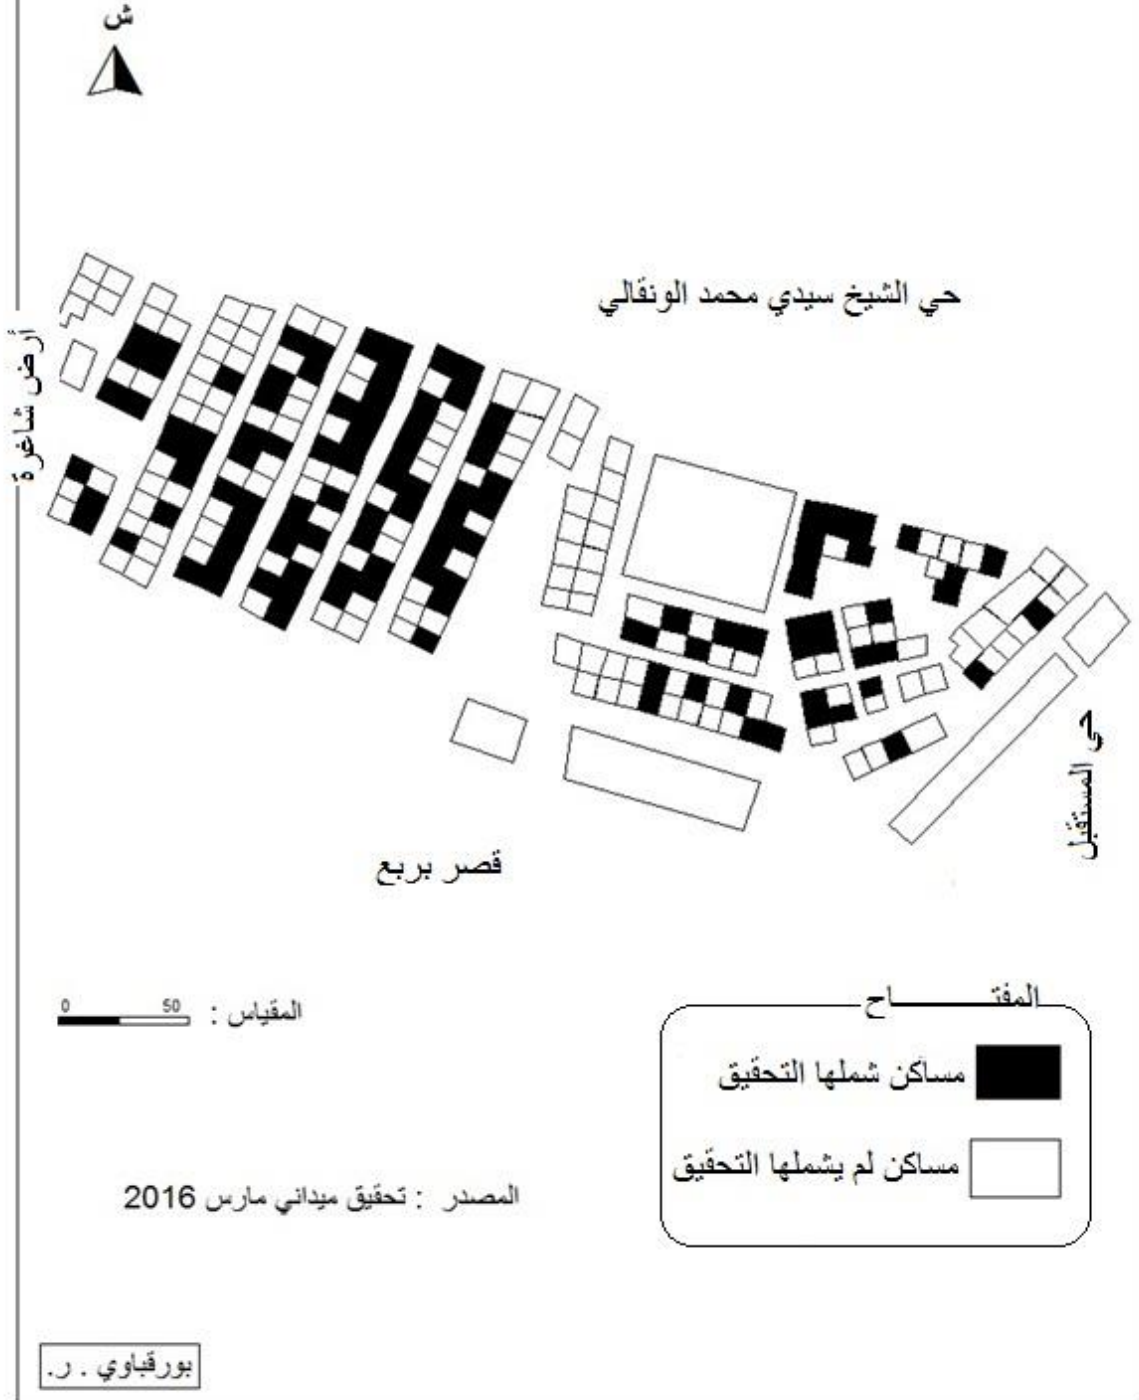 ش
حي الشيخ سيدي محمد الونقالي
أرض شاغرة
حي المستقبل
قصر بربع
المقياس :
0 50
المفتـــــــــاح
مساكن شملها التحقيق
مساكن لم يشملها التحقيق
المصدر : تحقيق ميداني مارس 2016
بورقباوي . ر.